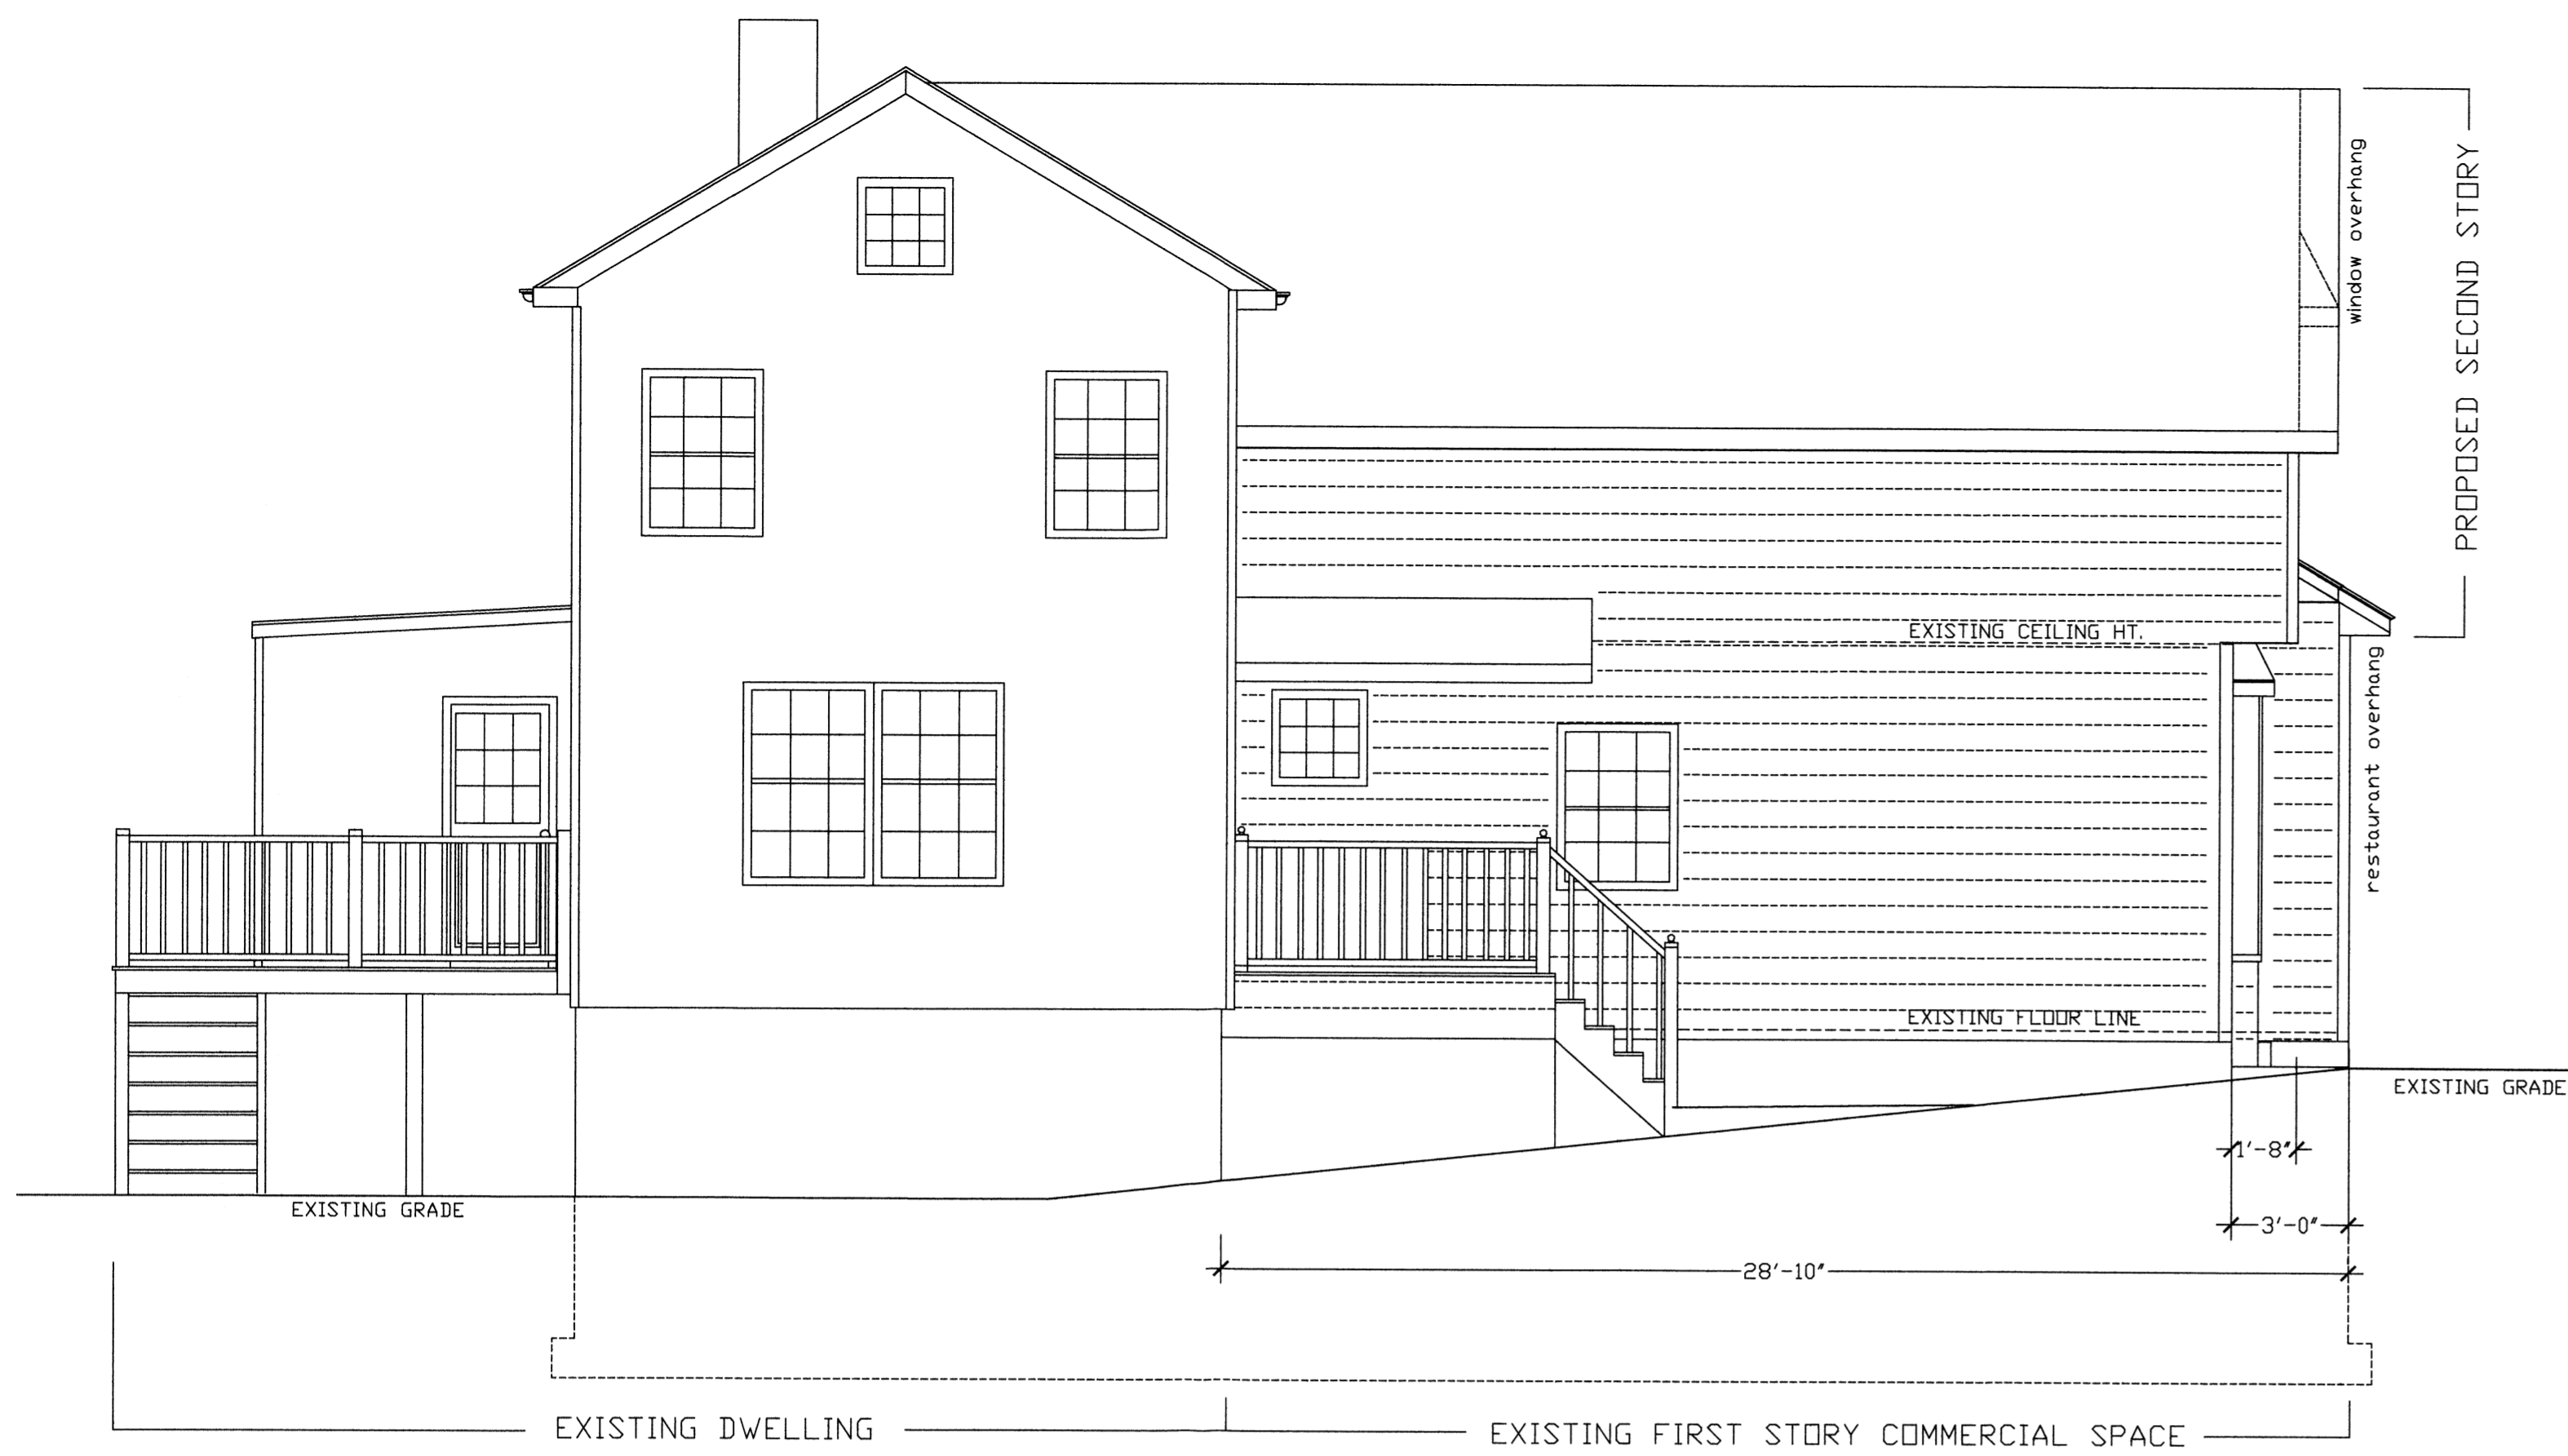 window overhang
PROPOSED SECOND STORY
EXISTING CEILING HT.
restaurant overhang
EXISTING FLOOR LINE
EXISTING GRADE
1'-8"
EXISTING GRADE
3'-0"
28'-10"
EXISTING DWELLING
EXISTING FIRST STORY COMMERCIAL SPACE